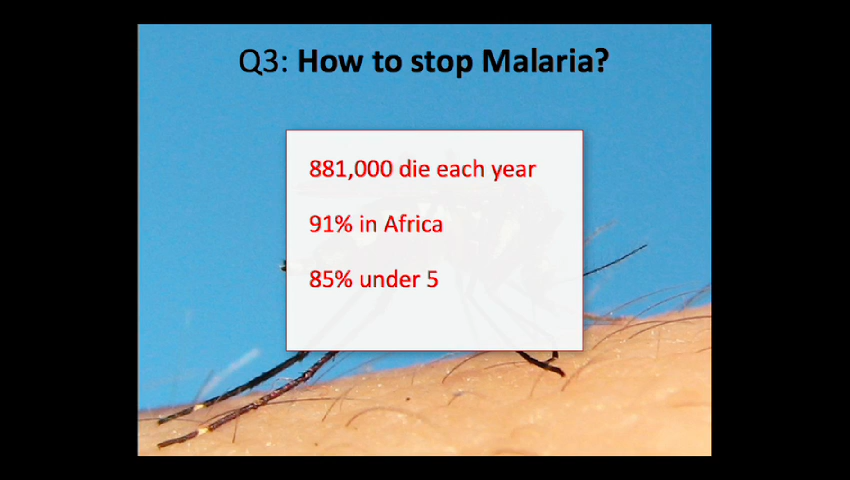 Q3: How to stop Malaria?
881,000 die each year
91% in Africa
85% under 5